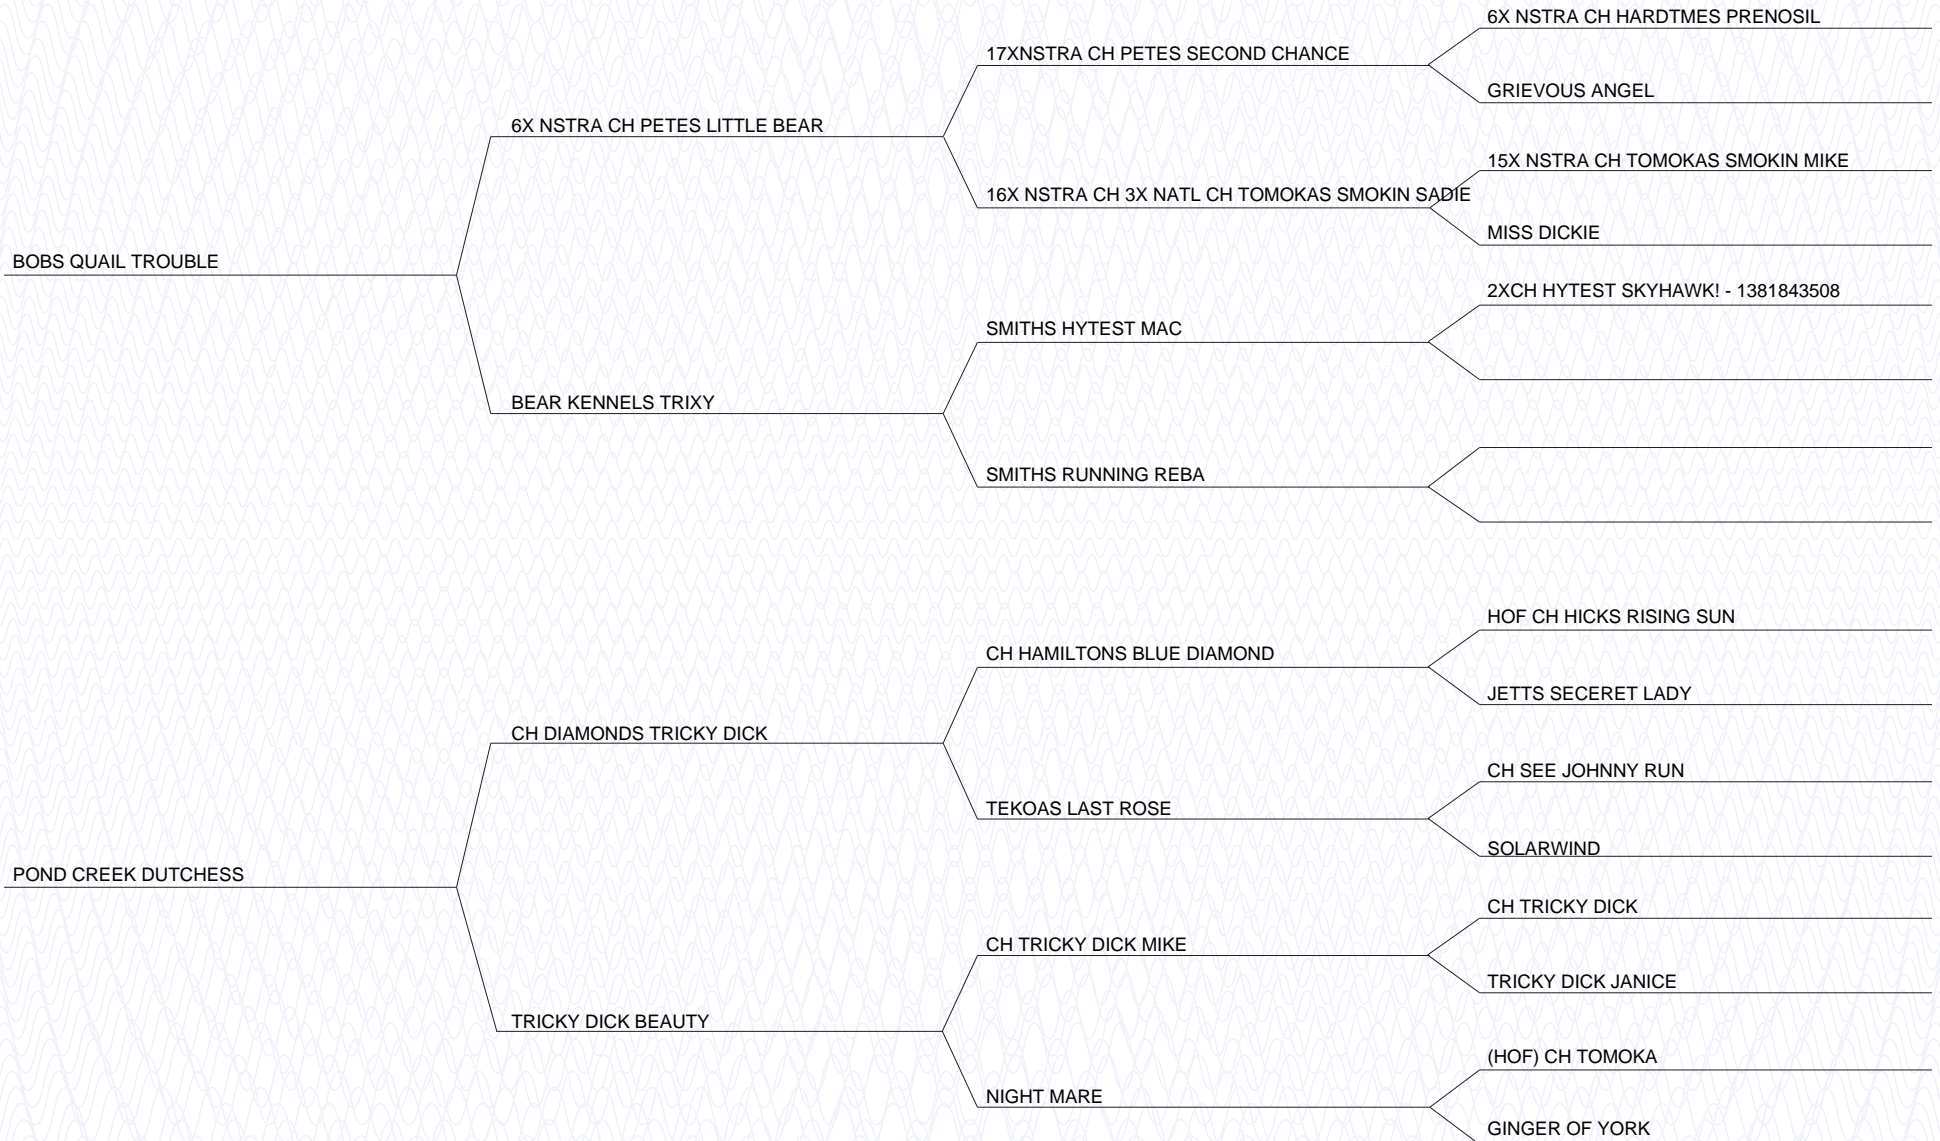 6X NSTRA CH HARDTMES PRENOSIL
17XNSTRA CH PETES SECOND CHANCE
GRIEVOUS ANGEL
6X NSTRA CH PETES LITTLE BEAR
15X NSTRA CH TOMOKAS SMOKIN MIKE
16X NSTRA CH 3X NATL CH TOMOKAS SMOKIN SADIE
MISS DICKIE
BOBS QUAIL TROUBLE
2XCH HYTEST SKYHAWK! - 1381843508
SMITHS HYTEST MAC
BEAR KENNELS TRIXY
SMITHS RUNNING REBA
HOF CH HICKS RISING SUN
CH HAMILTONS BLUE DIAMOND
JETTS SECERET LADY
CH DIAMONDS TRICKY DICK
CH SEE JOHNNY RUN
TEKOAS LAST ROSE
SOLARWIND
POND CREEK DUTCHESS
CH TRICKY DICK
CH TRICKY DICK MIKE
TRICKY DICK JANICE
TRICKY DICK BEAUTY
(HOF) CH TOMOKA
NIGHT MARE
GINGER OF YORK